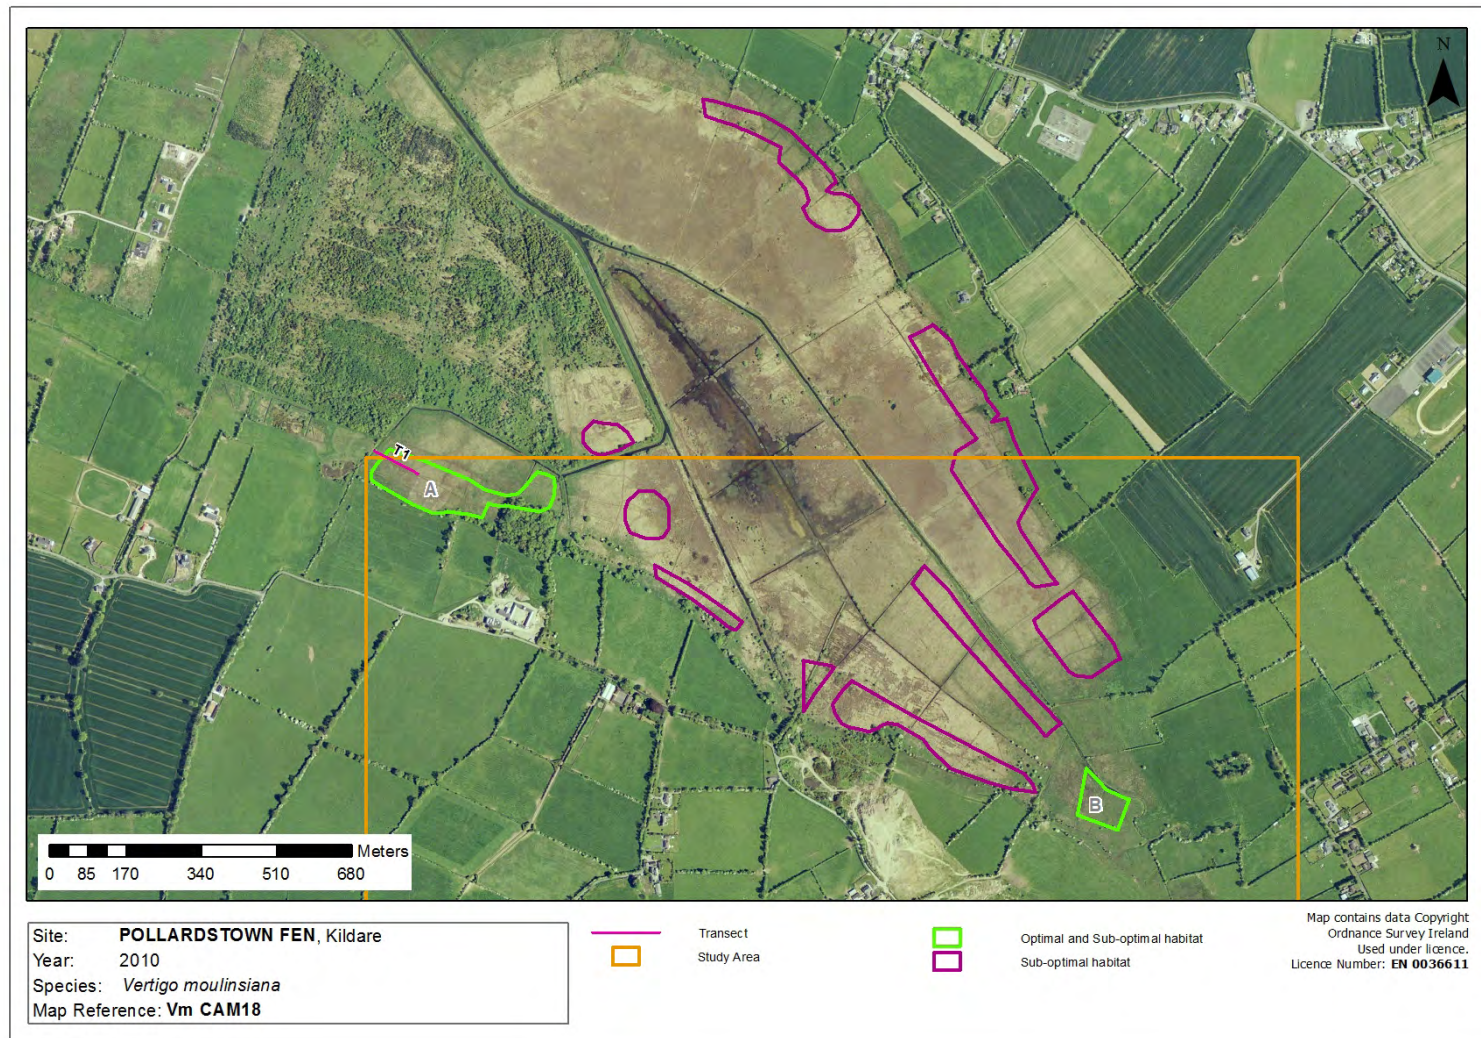 N
T1
A
B
Meters
0 85 170 340 510 680
Site: POLLARDSTOWN FEN, Kildare
Year: 2010
Species: Vertigo moulinsiana
Map Reference: Vm CAM18
Transect
Study Area
Optimal and Sub-optimal habitat
Sub-optimal habitat
Map contains data Copyright
Ordnance Survey Ireland
Used under licence.
Licence Number: EN 0036611